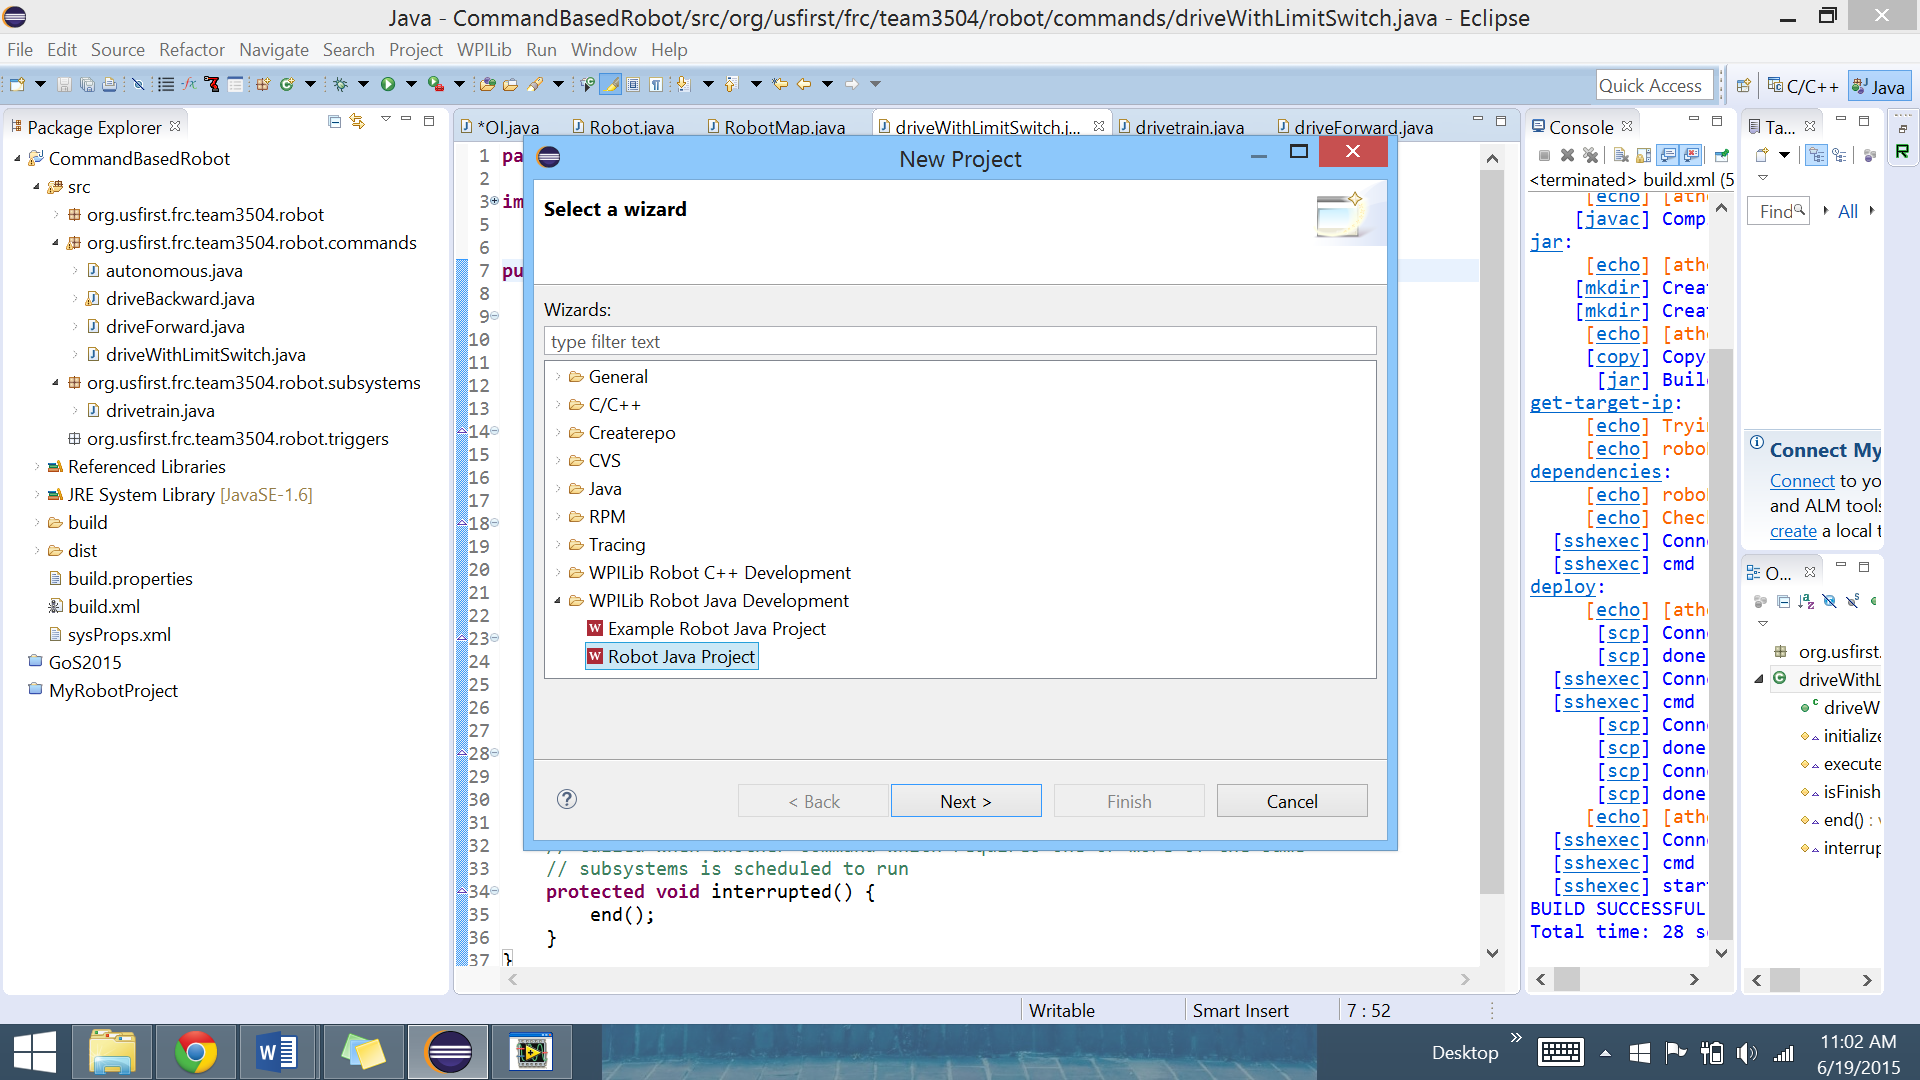 Java - CommandBasedRobot/src/org/usfirst/frc/team3504/robot/commands/driveWithLimitSwitch.java - Eclipse
File Edit Source Refactor Navigate Search Project WPILib Run Window Help
Quick Access
C/C++
Java
Package Explorer
CommandBasedRobot
src
org.usfirst.frc.team3504.robot
org.usfirst.frc.team3504.robot.commands
autonomous.java
driveBackward.java
driveForward.java
driveWithLimitSwitch.java
org.usfirst.frc.team3504.robot.subsystems
drivetrain.java
org.usfirst.frc.team3504.robot.triggers
Referenced Libraries
JRE System Library [JavaSE-1.6]
build
dist
build.properties
build.xml
sysProps.xml
GoS2015
MyRobotProject
*OI.java Robot.java RobotMap.java driveWithLimitSwitch.j... drivetrain.java driveForward.java
1 pa
2
3 im
5
6
7 pu
8
9
10
11
12
13
14
15
16
17
18
19
20
21
22
23
24
25
26
27
28
29
30
31
32
33 // subsystems is scheduled to run
34 protected void interrupted() {
35 end();
36 }
37 }
New Project
Select a wizard
Wizards:
type filter text
General
C/C++
Createrepo
CVS
Java
RPM
Tracing
WPILib Robot C++ Development
WPILib Robot Java Development
W Example Robot Java Project
W Robot Java Project
?
< Back
Next >
Finish
Cancel
Console
<terminated> build.xml (5
[echo] [ath
[javac] Comp
jar:
[echo] [ath
[mkdir] Crea
[mkdir] Crea
[echo] [ath
[copy] Copy
[jar] Buil
get-target-ip:
[echo] Tryi
[echo] robo
dependencies:
[echo] robo
[echo] Chec
[sshexec] Conn
[sshexec] cmd
deploy:
[echo] [ath
[scp] Conn
[scp] done
[sshexec] Conn
[sshexec] cmd
[scp] Conn
[scp] done
[scp] Conn
[scp] done
[echo] [ath
[sshexec] Conn
[sshexec] cmd
[sshexec] star
BUILD SUCCESSFUL
Total time: 28 s
Ta...
Find
All
Connect My
Connect to yo
and ALM tools
create a local t
O...
org.usfirst.
driveWithL
driveW
initialize
execute
isFinish
end() :
interrup
R
Writable
Smart Insert
7 : 52
Desktop
11:02 AM
6/19/2015